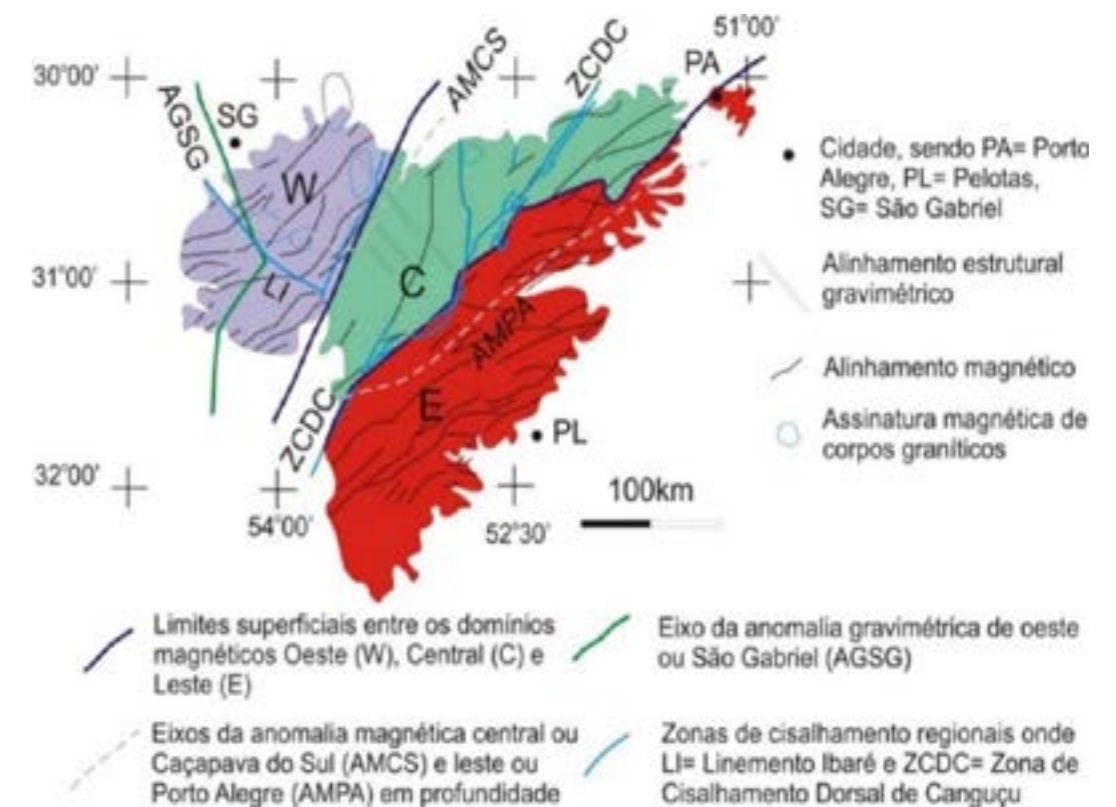 51°00'
30°00'
AGSG
SG
AMCS
ZCDC
PA
W
31°00'
LI
C
AMPA
ZCDC
E
PL
32°00'
54°00'
52°30'
100km
Cidade, sendo PA= Porto
Alegre, PL= Pelotas,
SG= São Gabriel
Alinhamento estrutural
gravimétrico
Alinhamento magnético
Assinatura magnética de
corpos graníticos
Limites superficiais entre os domínios
magnéticos Oeste (W), Central (C) e
Leste (E)
Eixo da anomalia gravimétrica de oeste
ou São Gabriel (AGSG)
Eixos da anomalia magnética central ou
Caçapava do Sul (AMCS) e leste ou
Porto Alegre (AMPA) em profundidade
Zonas de cisalhamento regionais onde
LI= Linemento Ibaré e ZCDC= Zona de
Cisalhamento Dorsal de Canguçu